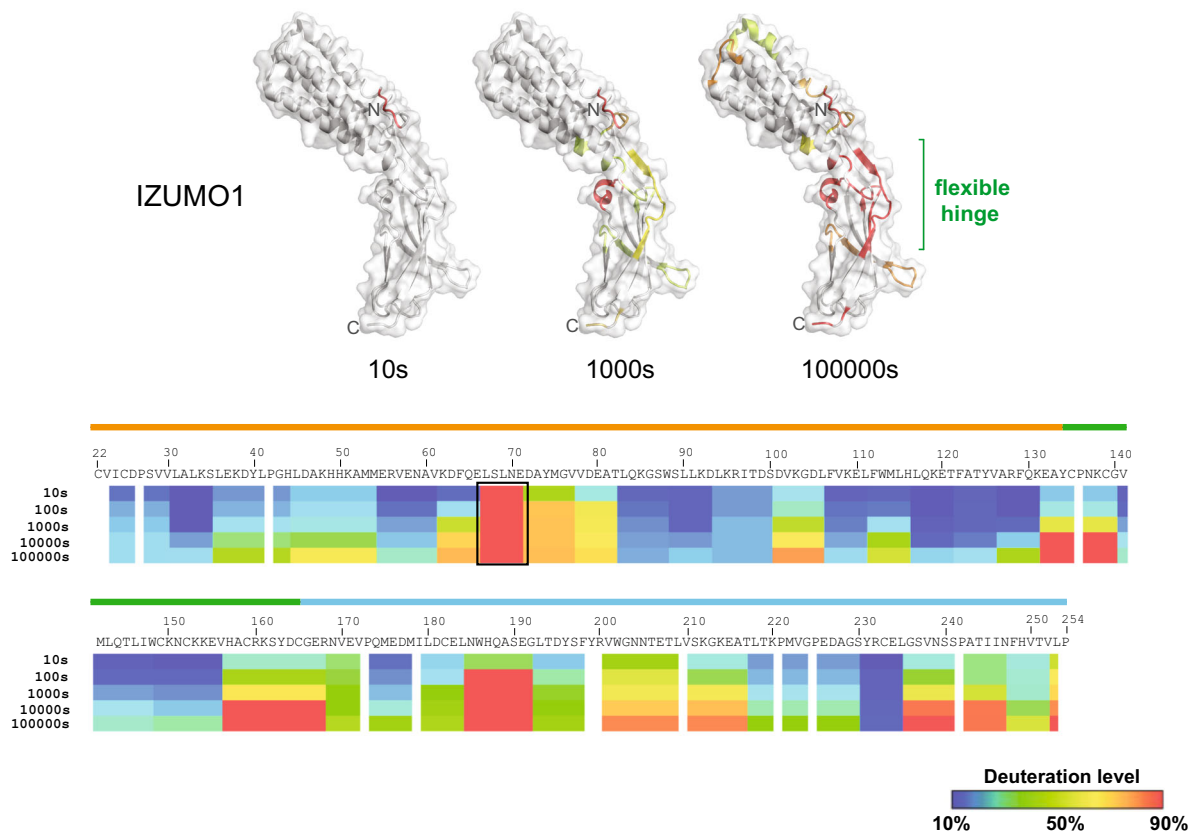 N
N
N
IZUMO1
flexible
hinge
C
C
C
10s
1000s
100000s
22 30 40 50 60 70 80 90 100 110 120 130 140
CVICDPSVVLALKSLEKDYLPGHLDAKHHKAMMERVENAVKDFQELSLNEDAYMGVVDEATLQKGSWSLLKDLKRITDSDVKGDLFVKELFWMLHLQKETFATYVARFQKEAYCPNKCGV
10s
100s
1000s
10000s
100000s
150 160 170 180 190 200 210 220 230 240 250 254
MLQTLIWCKNCKKEVHACRKSYDCGERNVEVPQMEDMILDCELNWHQASEGLTDYSFYRVWGNNTETLVSKGKEATLTKPMVGPEDAGSYRCELGSVNSSPATIINFHVTVLP
10s
100s
1000s
10000s
100000s
Deuteration level
10% 50% 90%